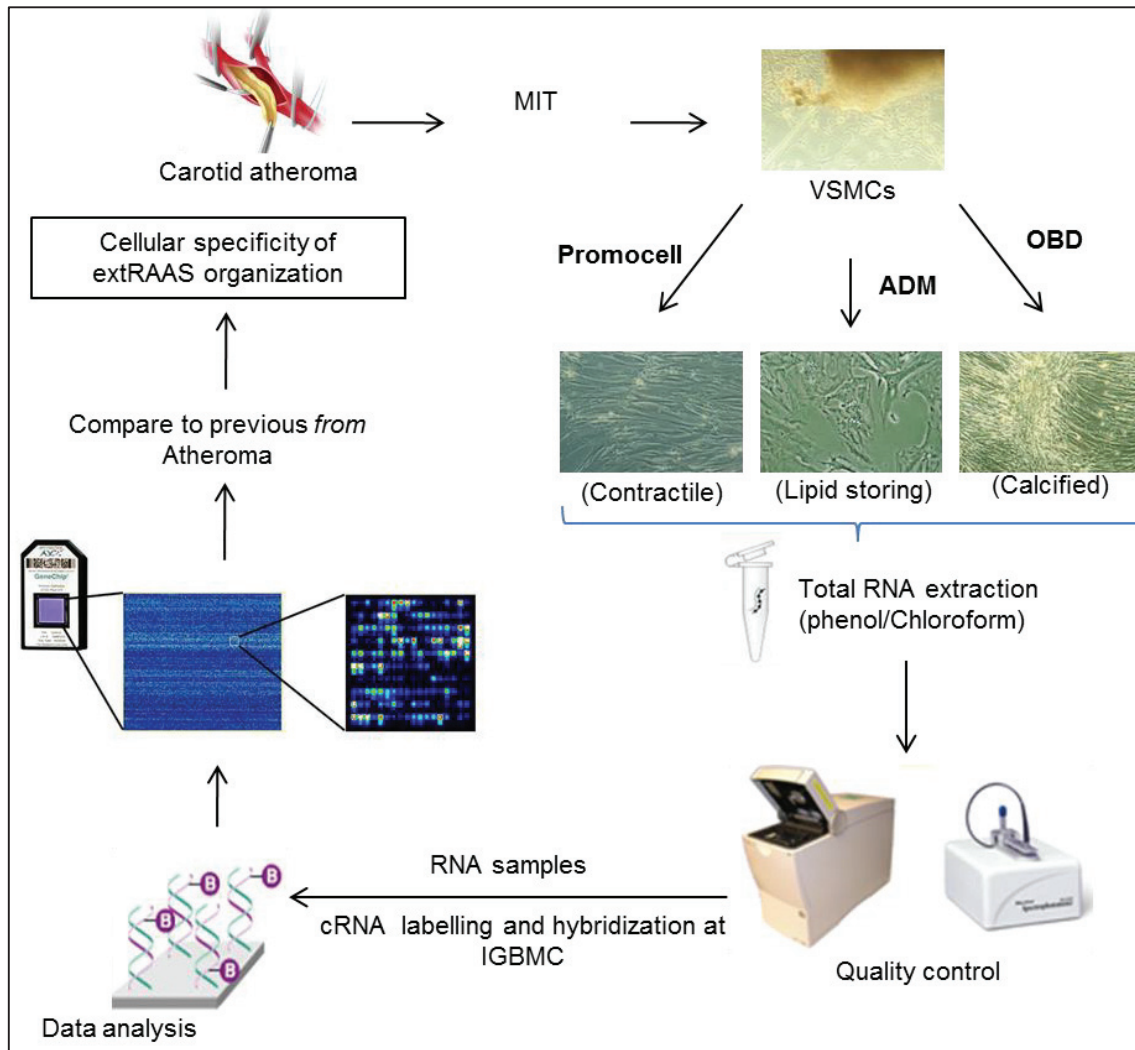 MIT
Carotid atheroma
VSMCs
Cellular specificity of
extRAAS organization
Promocell
ADM
OBD
Compare to previous from
Atheroma
(Contractile)
(Lipid storing)
(Calcified)
GeneChip
Total RNA extraction
(phenol/Chloroform)
RNA samples
cRNA labelling and hybridization at
IGBMC
B
B
B
B
Quality control
Data analysis